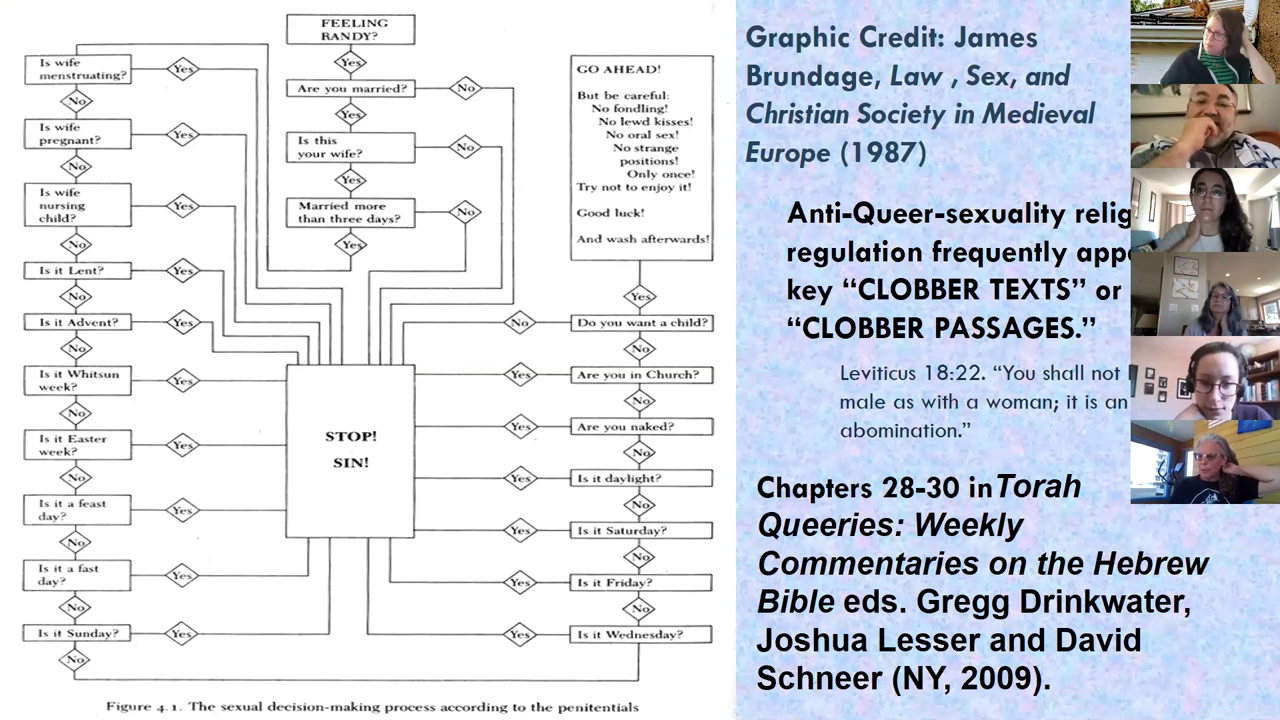 FEELING
RANDY?
Yes
Are you married?
No
Yes
Is this
your wife?
No
Yes
Married more
than three days?
No
Yes
Is wife
menstruating?
Yes
No
Is wife
pregnant?
Yes
No
Is wife
nursing
child?
Yes
No
Is it Lent?
Yes
No
Is it Advent?
Yes
No
Is it Whitsun
week?
Yes
No
Is it Easter
week?
Yes
No
Is it a feast
day?
Yes
No
Is it a fast
day?
Yes
No
Is it Sunday?
Yes
No
STOP!
SIN!
GO AHEAD!
But be careful:
No fondling!
No lewd kisses!
No oral sex!
No strange
positions!
Only once!
Try not to enjoy it!
Good luck!
And wash afterwards!
Yes
No
Do you want a child?
No
Yes
Are you in Church?
No
Yes
Are you naked?
No
Yes
Is it daylight?
No
Yes
Is it Saturday?
No
Yes
Is it Friday?
No
Yes
Is it Wednesday?
Figure 4.1. The sexual decision-making process according to the penitentials
Graphic Credit: James
Brundage, Law , Sex, and
Christian Society in Medieval
Europe (1987)
Anti-Queer-sexuality
regulation frequently
key “CLOBBER TEXTS” or
“CLOBBER PASSAGES.”
Leviticus 18:22. “You shall not
male as with a woman; it is an
abomination.”
Chapters 28-30 in Torah
Queeries: Weekly
Commentaries on the Hebrew
Bible eds. Gregg Drinkwater,
Joshua Lesser and David
Schneer (NY, 2009).